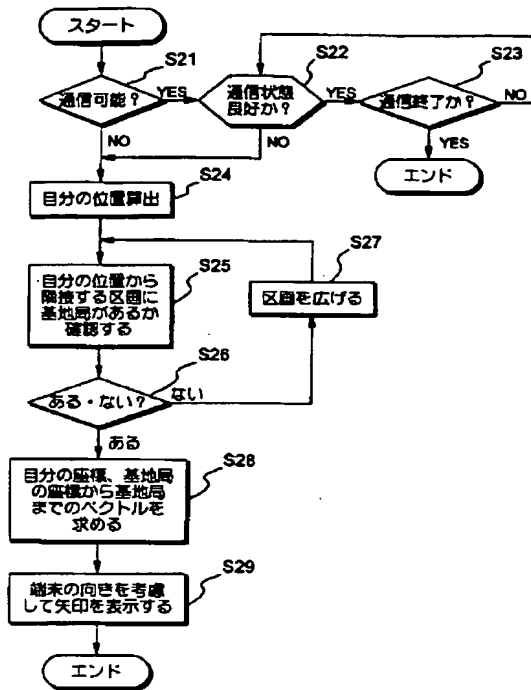 スタート
S21
通信可能?
YES
NO
S22
通信状態
良好か?
YES
NO
S23
通信終了か?
NO
YES
エンド
S24
自分の位置算出
S25
自分の位置から
隣接する区画に
基地局があるか
確認する
S27
区画を広げる
S26
ある・ない?
ない
ある
S28
自分の座標、基地局
の座標から基地局
までのベクトルを
求める
S29
端末の向きを考慮
して矢印を表示する
エンド